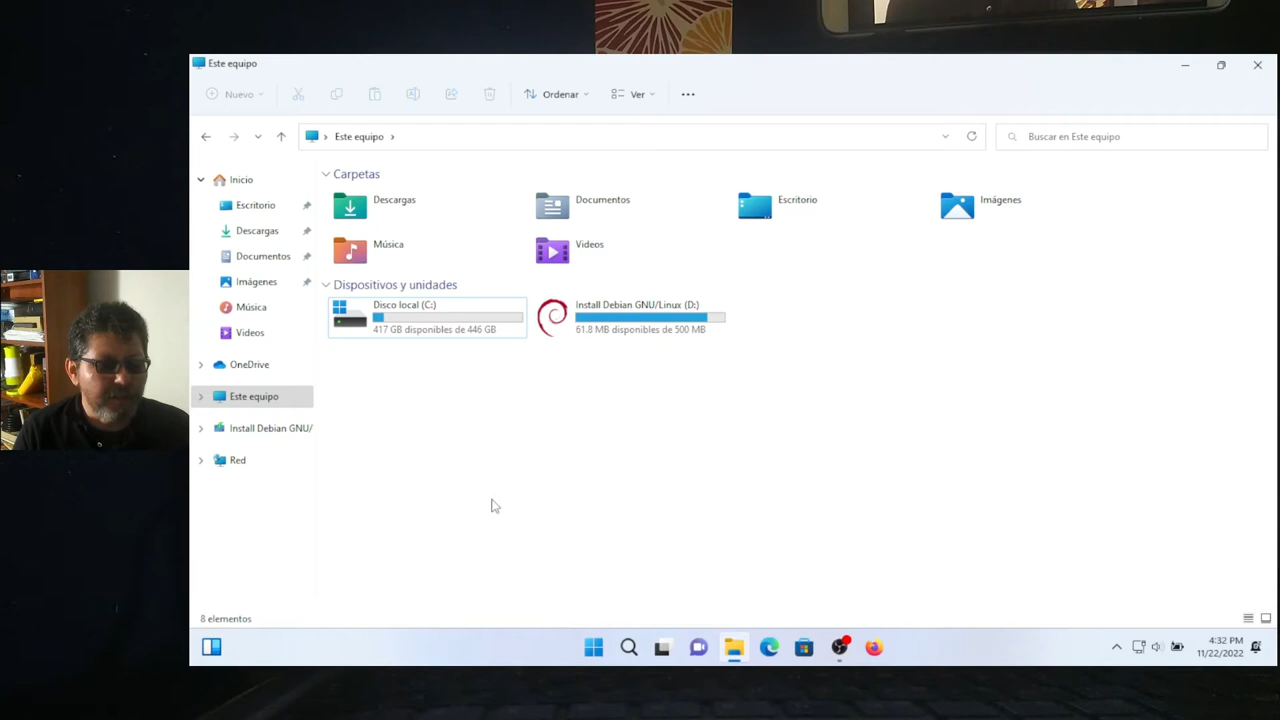 Este equipo
Nuevo
Ordenar
Ver
Este equipo
Buscar en Este equipo
Inicio
Escritorio
Descargas
Documentos
Imágenes
Música
Videos
OneDrive
Este equipo
Install Debian GNU/
Red
Carpetas
Descargas
Documentos
Escritorio
Imágenes
Música
Videos
Dispositivos y unidades
Disco local (C:)
417 GB disponibles de 446 GB
Install Debian GNU/Linux (D:)
61.8 MB disponibles de 500 MB
8 elementos
4:32 PM
11/22/2022